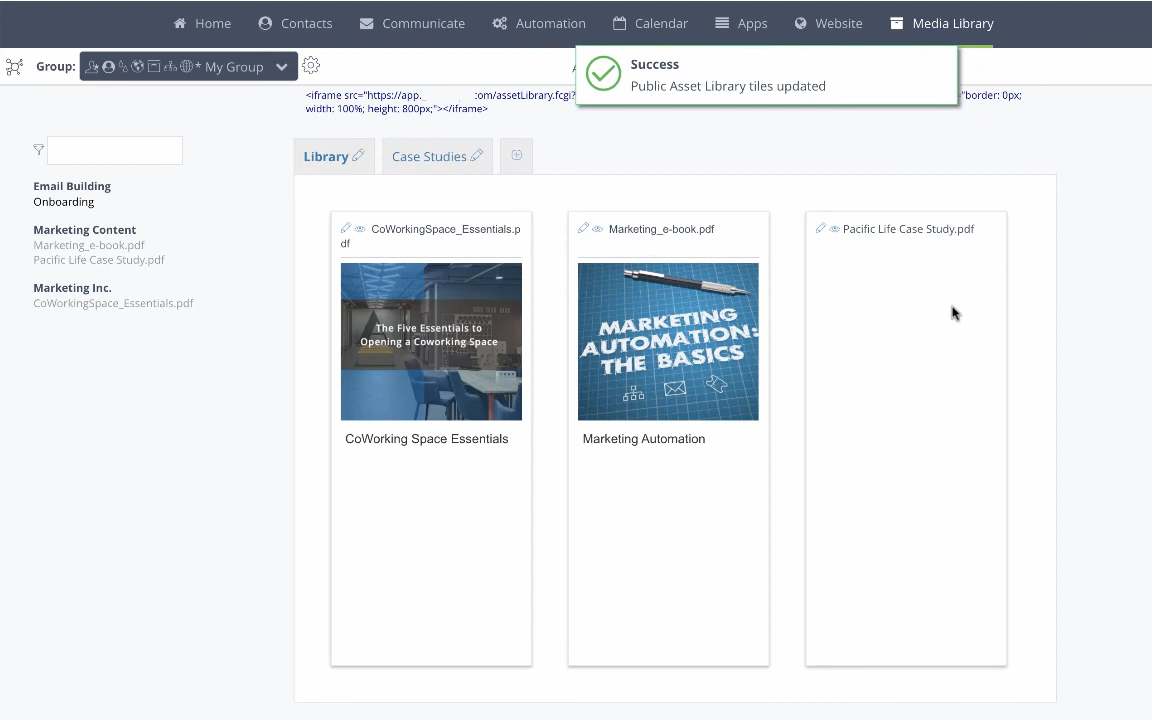 Home Contacts Communicate Automation Calendar Apps Website Media Library
Group: * My Group
Success
Public Asset Library tiles updated
<iframe src="https://app. com/assetLibrary.fcgi? "border: 0px;
width: 100%; height: 800px;"></iframe>
Library Case Studies
Email Building
Onboarding
Marketing Content
Marketing_e-book.pdf
Pacific Life Case Study.pdf
Marketing Inc.
CoWorkingSpace_Essentials.pdf
CoWorkingSpace_Essentials.p
df
The Five Essentials to
Opening a Coworking Space
CoWorking Space Essentials
Marketing_e-book.pdf
MARKETING
AUTOMATION:
THE BASICS
Marketing Automation
Pacific Life Case Study.pdf